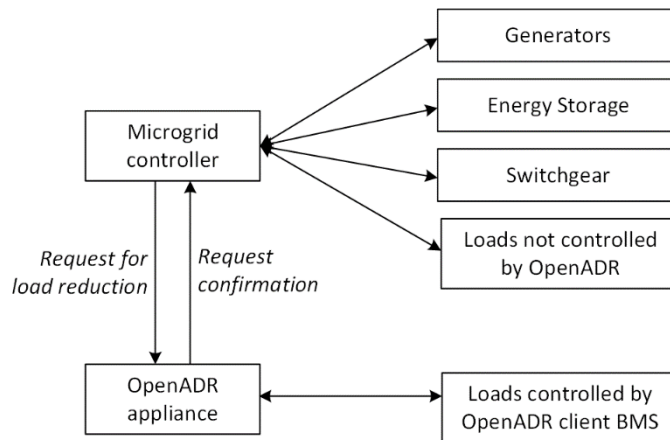 Generators
Energy Storage
Microgrid
controller
Switchgear
Loads not controlled
by OpenADR
Request for
load reduction
Request
confirmation
OpenADR
appliance
Loads controlled by
OpenADR client BMS